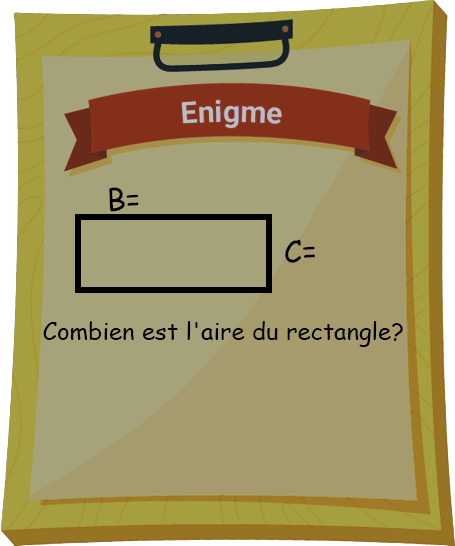 Enigme
B=
C=
Combien est l'aire du rectangle?